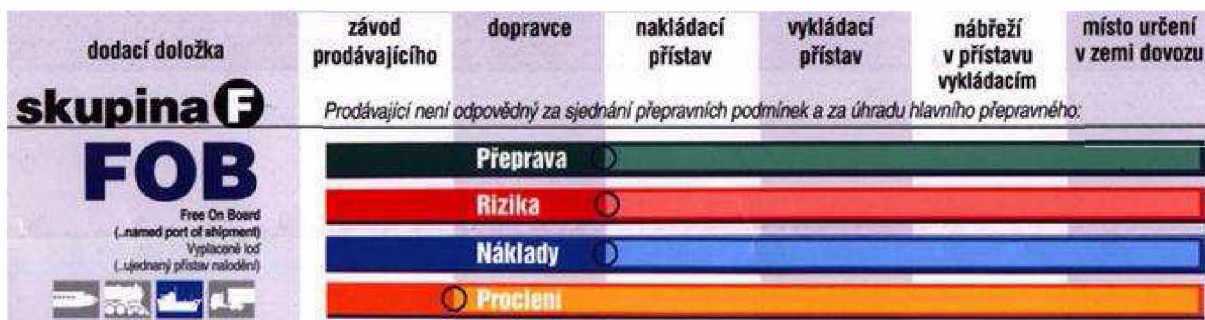 dodací doložka
závod
prodávajícího
dopravce
nakládací
přístav
vykládací
přístav
nábřeží
v přístavu
vykládacím
místo určení
v zemi dovozu
skupina F
Prodávající není odpovědný za sjednání přepravních podmínek a za úhradu hlavního přepravného:
FOB
Free On Board
(..named port of shipment)
Vyplaceně loď
(...ujednaný přístav nalodění)
Přeprava
Rizika
Náklady
Proclení